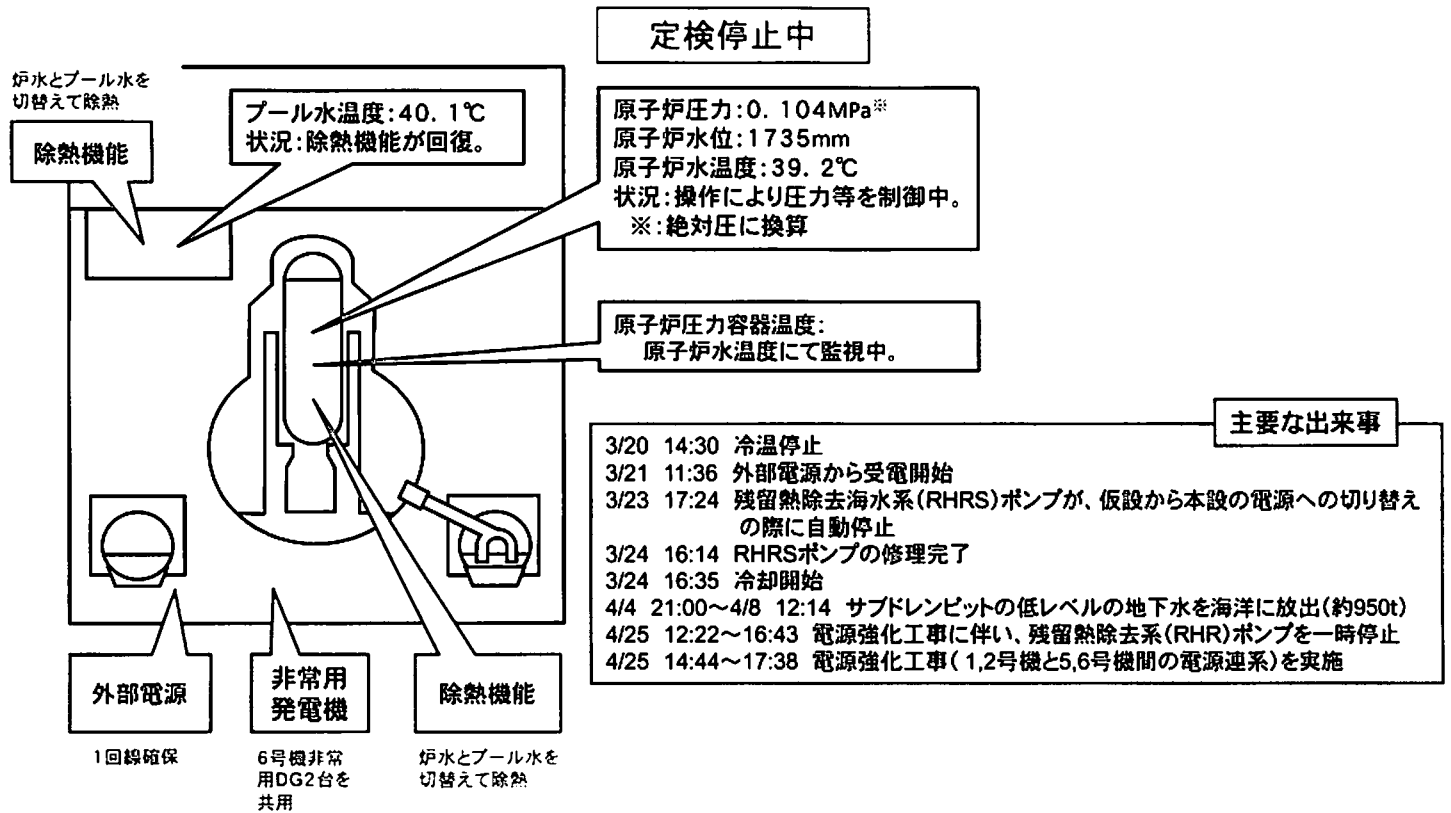 定検停止中
炉水とプール水を
切替えて除熱
除熱機能
プール水温度:40.1℃
状況:除熱機能が回復。
原子炉圧力:0.104MPa※
原子炉水位:1735mm
原子炉水温度:39.2℃
状況:操作により圧力等を制御中。
※:絶対圧に換算
原子炉圧力容器温度:
原子炉水温度にて監視中。
主要な出来事
3/20 14:30 冷温停止
3/21 11:36 外部電源から受電開始
3/23 17:24 残留熱除去海水系(RHRS)ポンプが、仮設から本設の電源への切り替え
の際に自動停止
3/24 16:14 RHRSポンプの修理完了
3/24 16:35 冷却開始
4/4 21:00～4/8 12:14 サブドレンピットの低レベルの地下水を海洋に放出(約950t)
4/25 12:22～16:43 電源強化工事に伴い、残留熱除去系(RHR)ポンプを一時停止
4/25 14:44～17:38 電源強化工事(1,2号機と5,6号機間の電源連系)を実施
外部電源
1回線確保
非常用
発電機
6号機非常
用DG2台を
共用
除熱機能
炉水とプール水を
切替えて除熱